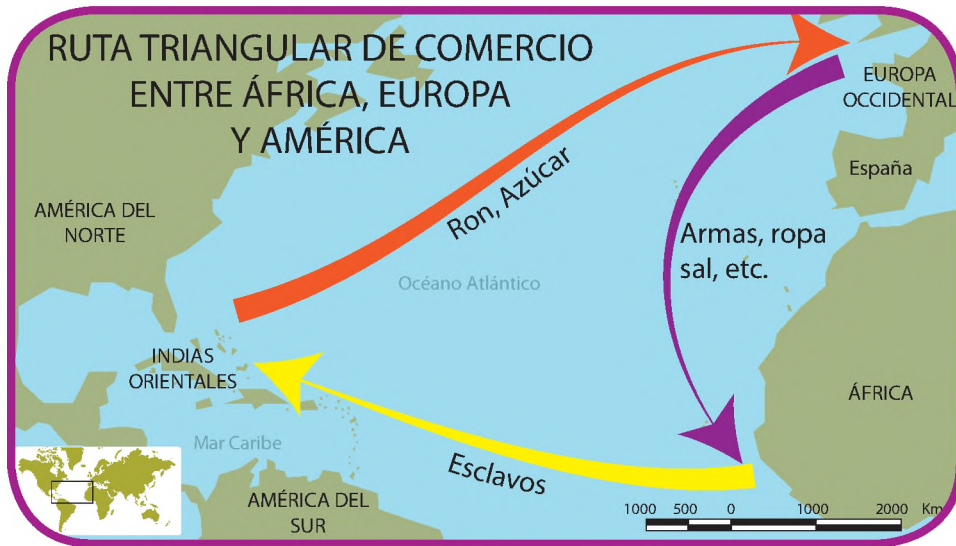 RUTA TRIANGULAR DE COMERCIO
ENTRE ÁFRICA, EUROPA
Y AMÉRICA
EUROPA
OCCIDENTAL
España
AMÉRICA DEL
NORTE
Ron, Azúcar
Armas, ropa
sal, etc.
Océano Atlántico
INDIAS
ORIENTALES
ÁFRICA
Mar Caribe
Esclavos
AMÉRICA DEL
SUR
1000 500 0 1000 2000 Km